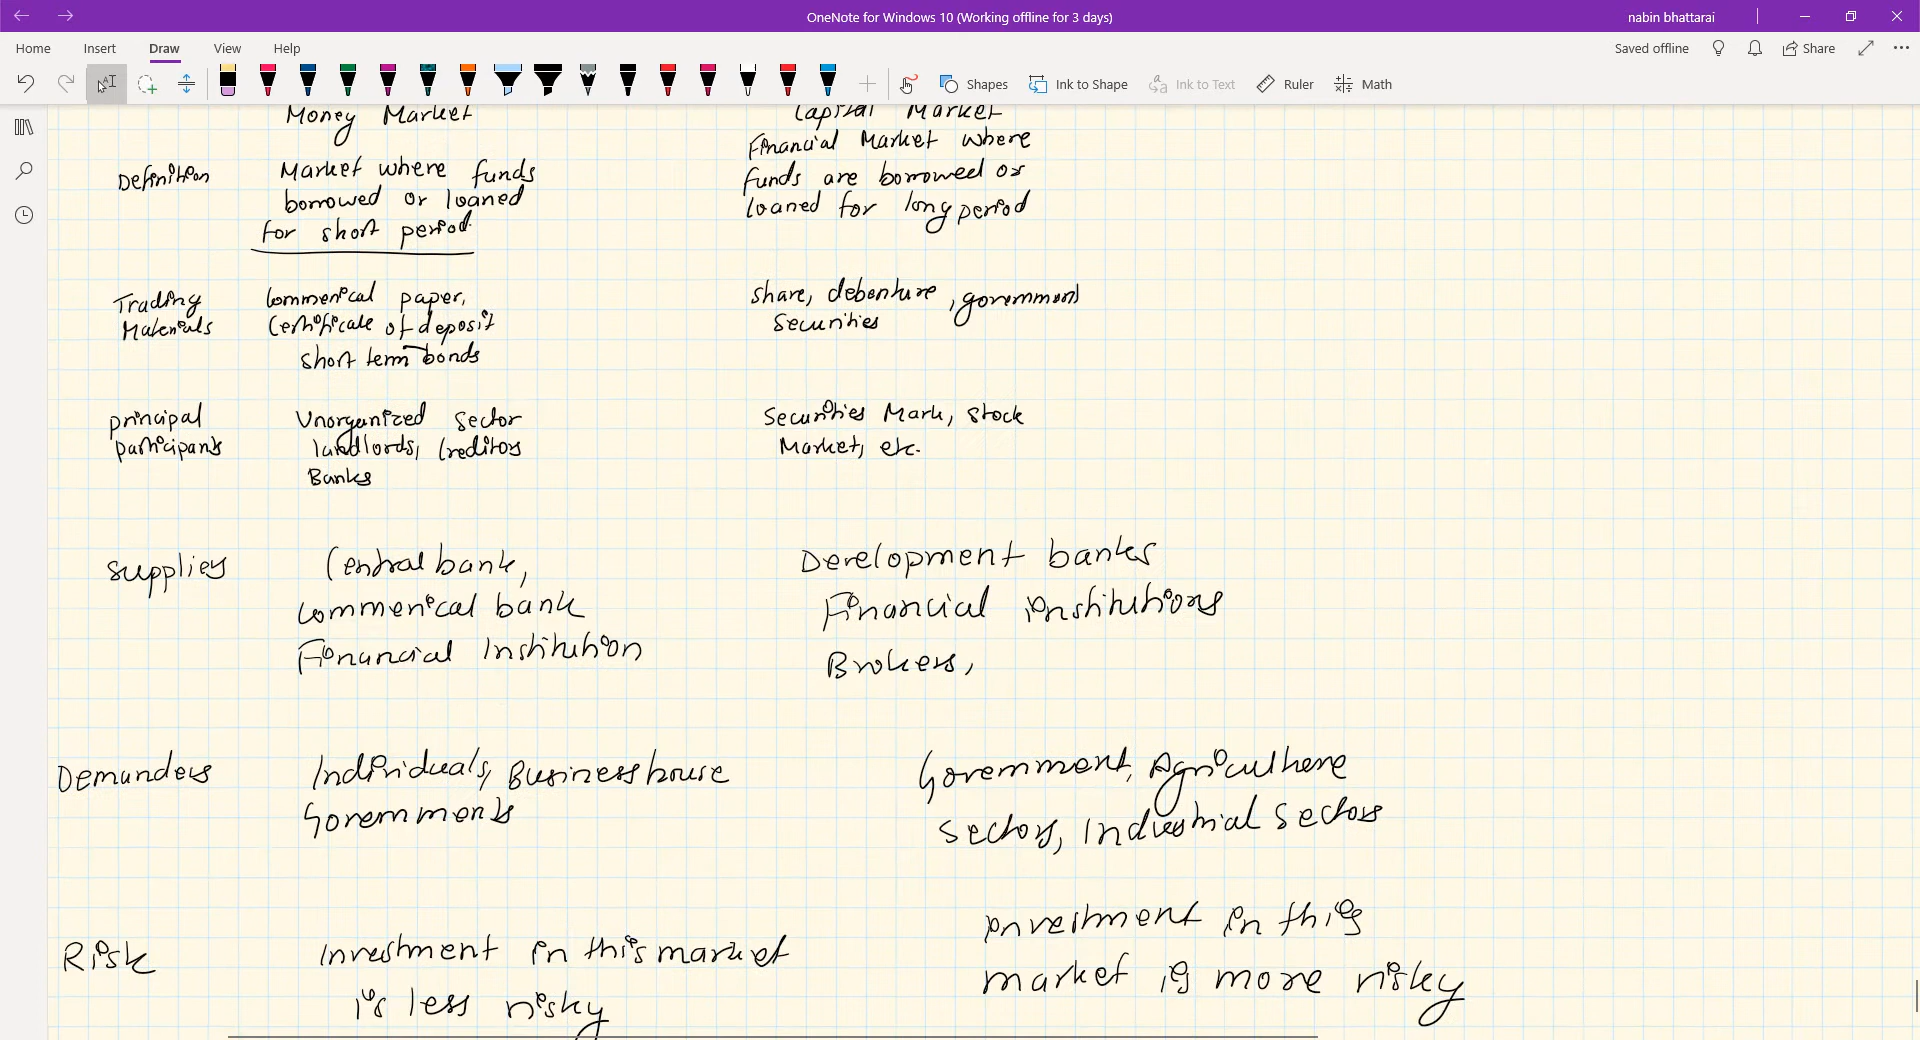 OneNote for Windows 10 (Working offline for 3 days)
nabin bhattarai
Home Insert Draw View Help
Saved offline Share
Shapes Ink to Shape Ink to Text Ruler Math
Money Market Capital Market
Definition
Market where funds
borrowed or loaned
for short period.
Financial Market where
funds are borrowed or
loaned for long period
Trading
Materials
Commerical paper,
Certificate of deposit
short term bonds
Share, debenture, government
securities
principal
participants
Unorganized sector
landlords, Creditors
Banks
Securities Mark, stock
Market, etc.
Supplies
Central bank,
Commerical bank
Financial Institution
Development banks
Financial institutions
Brokers,
Demanders
Individuals, Business house
Governments
Government, Agriculture
sectors, Industrial sectors
Risk
Investment in this market
is less risky
investment in this
market is more risky